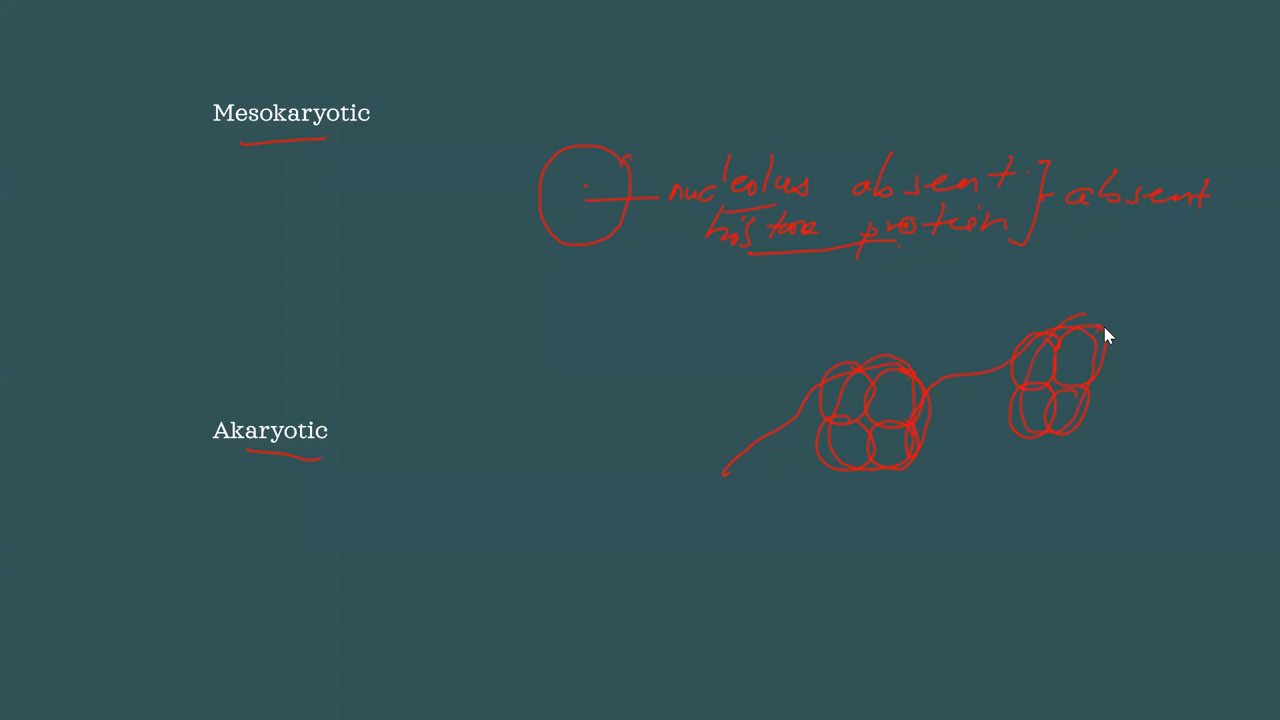 Mesokaryotic
nucleolus absent } absent
histone protein
Akaryotic